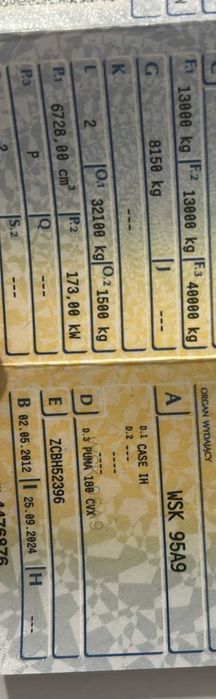 F.1 13000 kg F.2 13000 kg F.3 40000 kg
G 8150 kg J ---
K ---
L 2 O.1 32100 kg O.2 1500 kg
P.1 6728,00 cm³ P.2 173,00 kW
P.3 P Q ---
S.2 ---
ORGAN WYDAJĄCY
A WSK 95A9
D.1 CASE IH
D.2 ---
----
----
D D.3 PUMA 180 CVX
E ZCBH52396
B 02.05.2012 I 25.09.2024 H ---